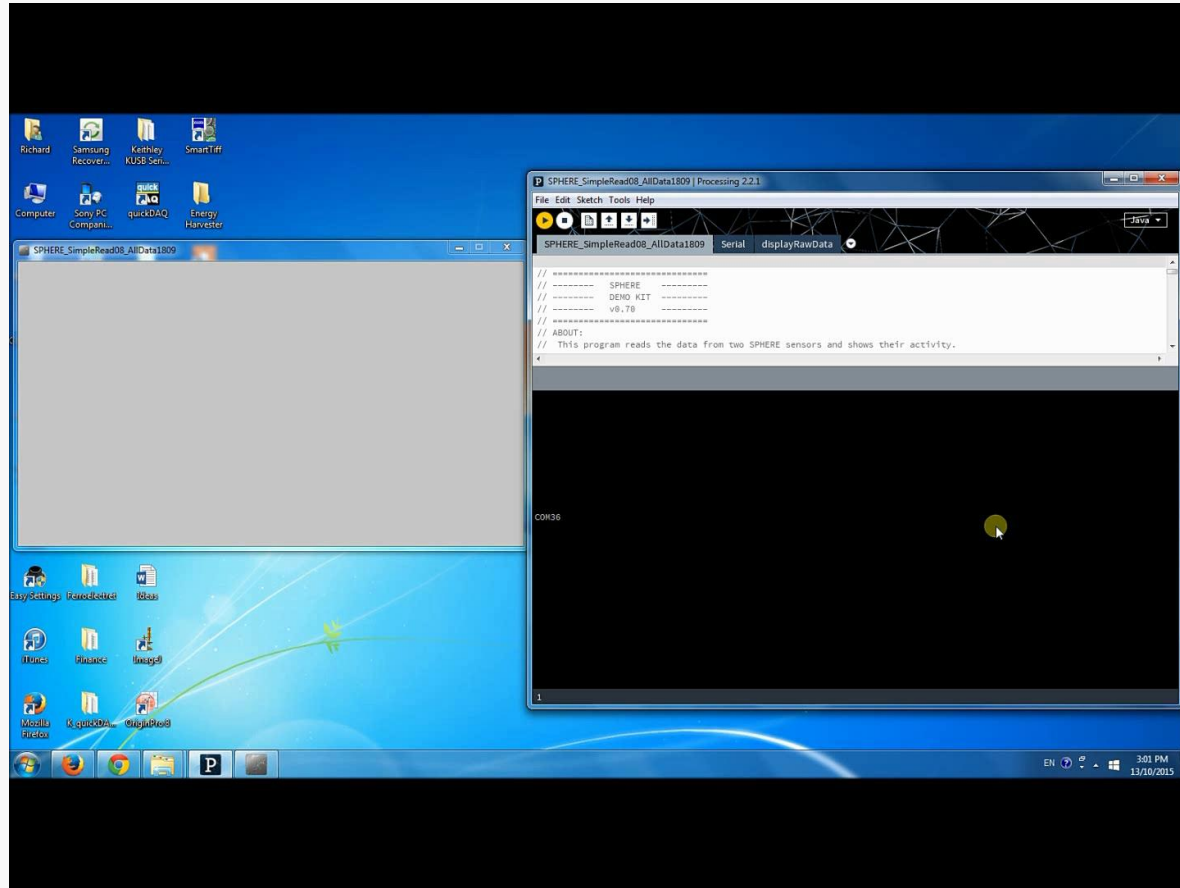 Richard
Samsung Recover...
Keithley KUSB Seri...
SmartTiff
Computer
Sony PC Compani...
quick
DAQ
quickDAQ
Energy Harvester
SPHERE_SimpleRead08_AllData1809
SPHERE_SimpleRead08_AllData1809 | Processing 2.2.1
File Edit Sketch Tools Help
Java
SPHERE_SimpleRead08_AllData1809 Serial displayRawData
// ==============================
// -------- SPHERE ---------
// -------- DEMO KIT ---------
// -------- v0.70 ---------
// ==============================
// ABOUT:
// This program reads the data from two SPHERE sensors and shows their activity.
COM36
1
Easy Settings
Ferroelectret
Ideas
iTunes
Finance
ImageJ
Mozilla Firefox
K_quickDA...
OriginPro8
EN
3:01 PM
13/10/2015